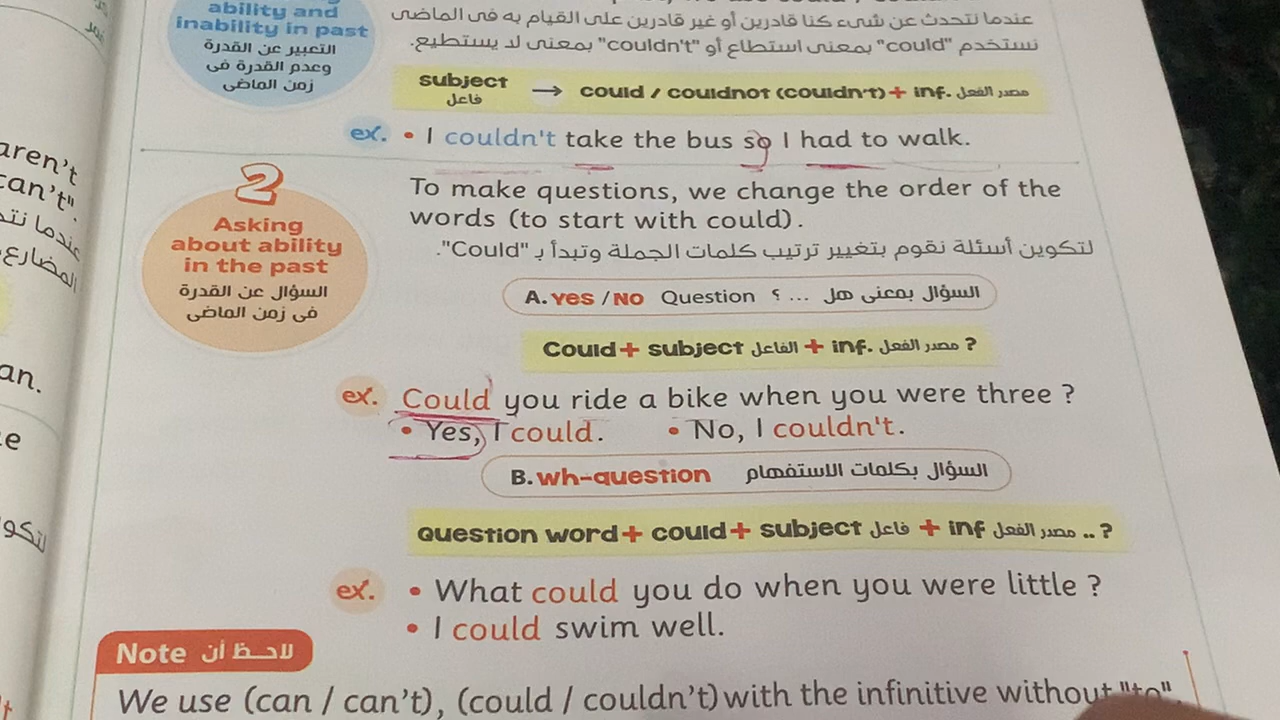 ability and
inability in past
التعبير عن القدرة
وعدم القدرة فى
زمن الماضى
عندما نتحدث عن شىء كنا قادرين أو غير قادرين على القيام به فى الماضى
نستخدم "could" بمعنى استطاع أو "couldn't" بمعنى لم يستطيع.
subject → could / couldnot (couldn't) + inf. مصدر الفعل
فاعل
ex. • I couldn't take the bus so I had to walk.
2
Asking
about ability
in the past
السؤال عن القدرة
فى زمن الماضى
To make questions, we change the order of the
words (to start with could).
لتكوين أسئلة نقوم بتغيير ترتيب كلمات الجملة وتبدأ بـ "Could".
A. Yes / No Question السؤال بمعنى هل ... ؟
Could + subject الفاعل + inf. مصدر الفعل ?
ex. Could you ride a bike when you were three ?
• Yes, I could. • No, I couldn't.
B. wh-question السؤال بكلمات الاستفهام
Question word + could + subject فاعل + inf مصدر الفعل .. ?
ex. • What could you do when you were little ?
• I could swim well.
Note لاحظ أن
We use (can / can't), (could / couldn't) with the infinitive without "to".
aren't
can't".
عندما نتح
المضارع
an.
لتكو